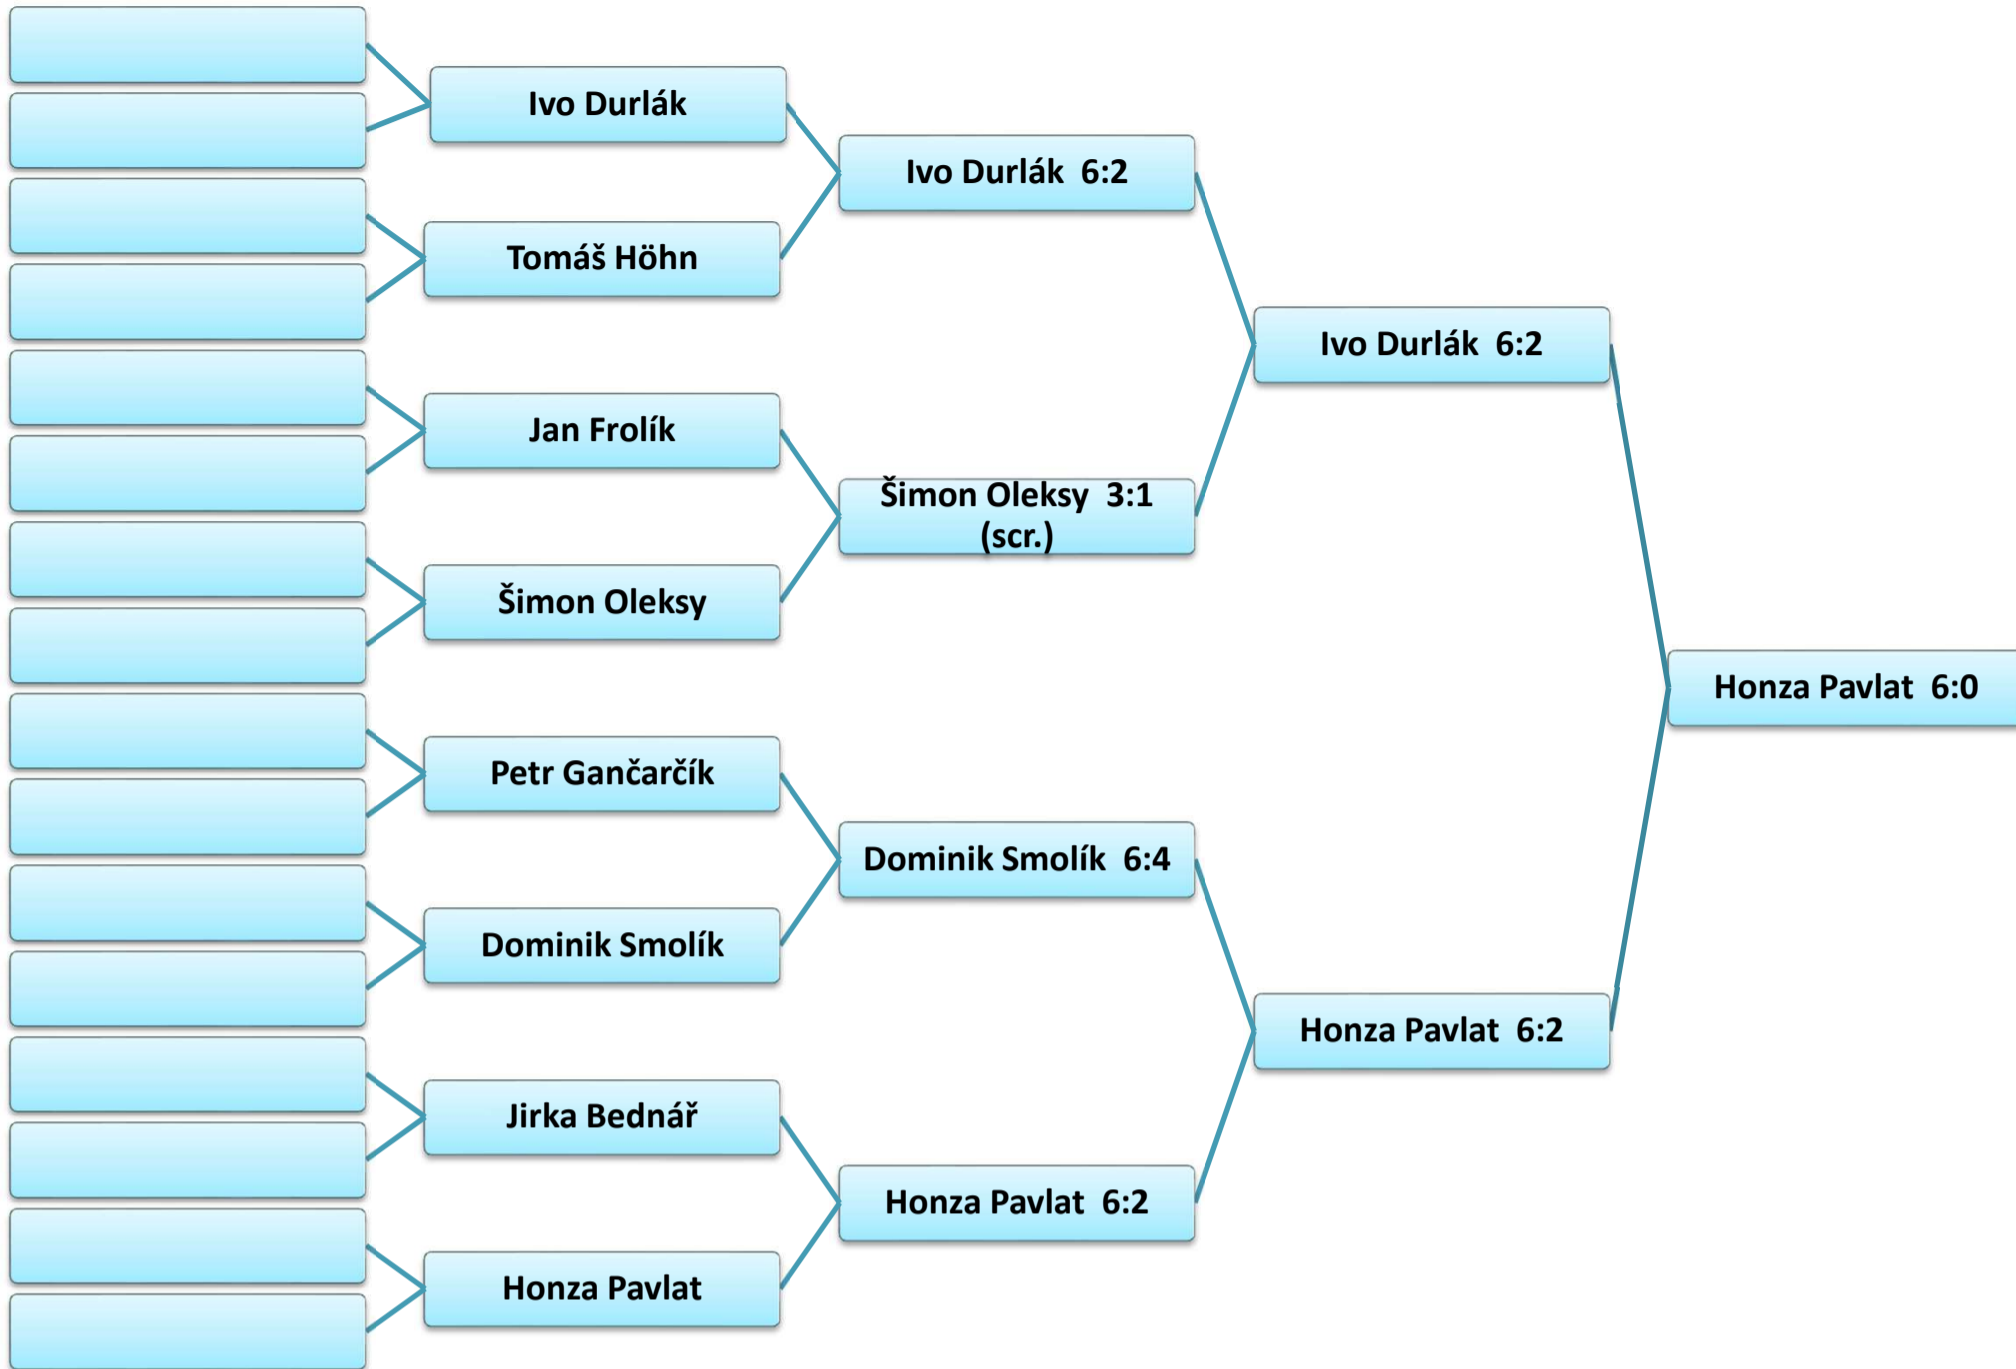 Ivo Durlák
Tomáš Höhn
Jan Frolík
Šimon Oleksy
Petr Gančarčík
Dominik Smolík
Jirka Bednář
Honza Pavlat
Ivo Durlák 6:2
Šimon Oleksy 3:1
(scr.)
Dominik Smolík 6:4
Honza Pavlat 6:2
Ivo Durlák 6:2
Honza Pavlat 6:2
Honza Pavlat 6:0